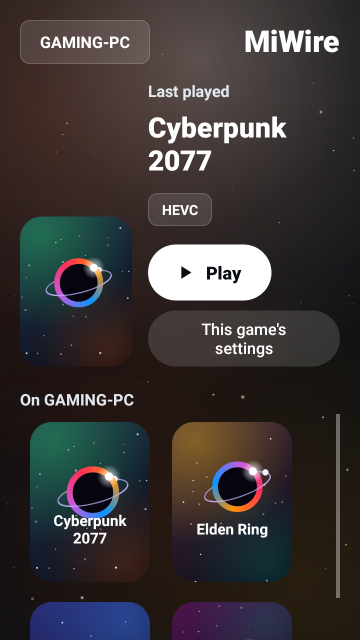 GAMING-PC
MiWire
Last played
Cyberpunk
2077
HEVC
Play
This game's
settings
On GAMING-PC
Cyberpunk
2077
Elden Ring